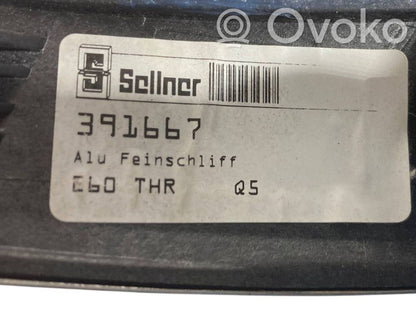 Ovoko
Sellner
391667
Alu Feinschliff
E60 THR Q5